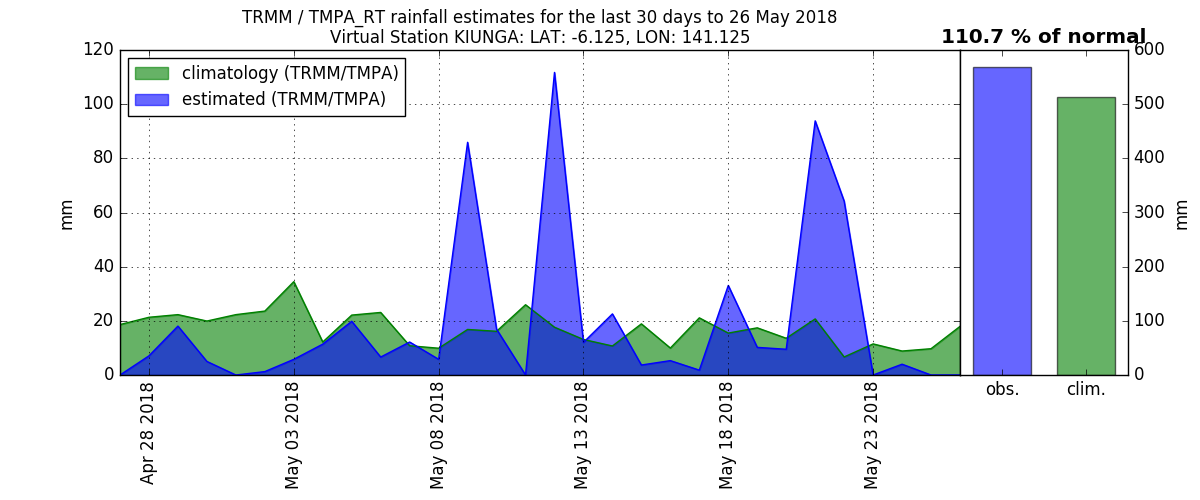 TRMM / TMPA_RT rainfall estimates for the last 30 days to 26 May 2018
Virtual Station KIUNGA: LAT: -6.125, LON: 141.125
110.7 % of normal
climatology (TRMM/TMPA)
estimated (TRMM/TMPA)
mm
120
100
80
60
40
20
0
Apr 28 2018
May 03 2018
May 08 2018
May 13 2018
May 18 2018
May 23 2018
obs.
clim.
600
500
400
300
200
100
0
mm